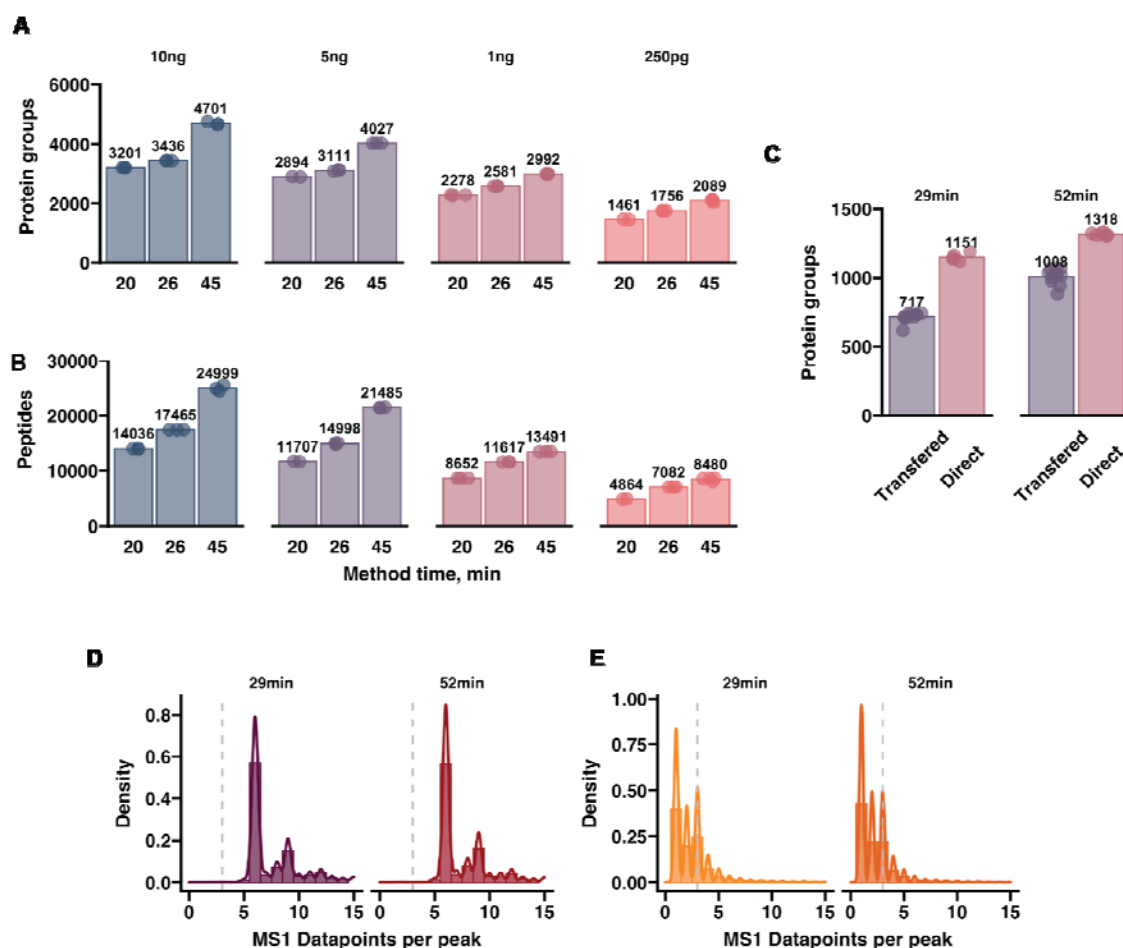 A
10ng 5ng 1ng 250pg
Protein groups
6000
4000
2000
0
3201 3436 4701
2894 3111 4027
2278 2581 2992
1461 1756 2089
20 26 45 20 26 45 20 26 45 20 26 45
B
Peptides
30000
20000
10000
0
14036 17465 24999
11707 14998 21485
8652 11617 13491
4864 7082 8480
20 26 45 20 26 45 20 26 45 20 26 45
Method time, min
C
29min 52min
Protein groups
1500
1000
500
0
717 1151
1008 1318
Transfered Direct Transfered Direct
D
29min 52min
Density
0.8
0.6
0.4
0.2
0.0
0 5 10 15 0 5 10 15
MS1 Datapoints per peak
E
29min 52min
Density
1.00
0.75
0.50
0.25
0.00
0 5 10 15 0 5 10 15
MS1 Datapoints per peak